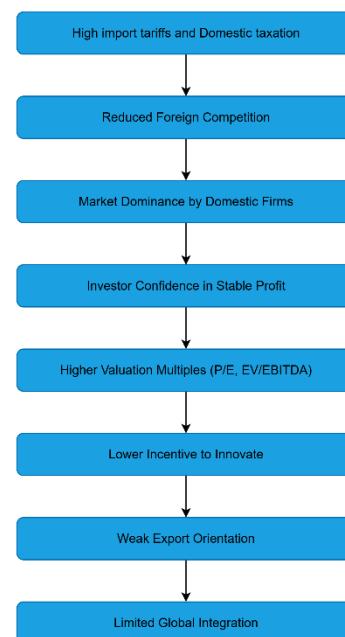 High import tariffs and Domestic taxation
Reduced Foreign Competition
Market Dominance by Domestic Firms
Investor Confidence in Stable Profit
Higher Valuation Multiples (P/E, EV/EBITDA)
Lower Incentive to Innovate
Weak Export Orientation
Limited Global Integration